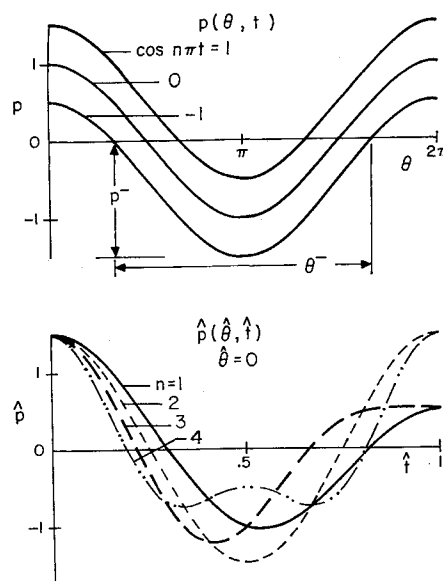 p(θ, t)
cos nπt = 1
1
0
p
-1
0
π
2π
θ
p⁻
-1
θ⁻
p̂(θ̂, t̂)
θ̂=0
1
n=1
2
p̂
3
4
0
.5
1
t̂
-1